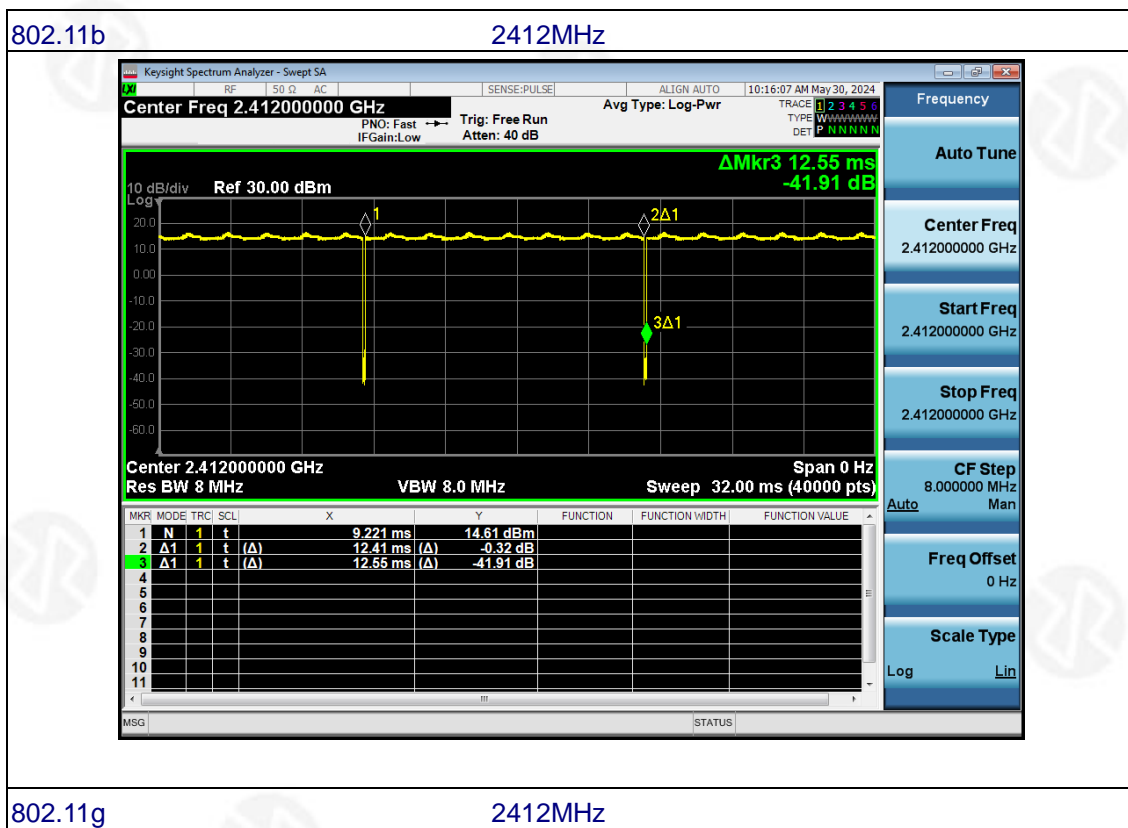 802.11b 2412MHz
Keysight Spectrum Analyzer - Swept SA
LXI RF 50 Ω AC SENSE:PULSE ALIGN AUTO 10:16:07 AM May 30, 2024
Center Freq 2.412000000 GHz Avg Type: Log-Pwr TRACE 1 2 3 4 5 6
PNO: Fast Trig: Free Run TYPE WWWWWW
IFGain:Low Atten: 40 dB DET P N N N N N
Frequency
Auto Tune
ΔMkr3 12.55 ms
10 dB/div Ref 30.00 dBm -41.91 dB
Log
20.0
10.0
0.00
-10.0
-20.0
-30.0
-40.0
-50.0
-60.0
1
2Δ1
3Δ1
Center 2.412000000 GHz Span 0 Hz
Res BW 8 MHz VBW 8.0 MHz Sweep 32.00 ms (40000 pts)
Center Freq
2.412000000 GHz
Start Freq
2.412000000 GHz
Stop Freq
2.412000000 GHz
CF Step
8.000000 MHz
Auto Man
Freq Offset
0 Hz
Scale Type
Log Lin
MKR MODE TRC SCL X Y FUNCTION FUNCTION WIDTH FUNCTION VALUE
1 N 1 t 9.221 ms 14.61 dBm
2 Δ1 1 t (Δ) 12.41 ms (Δ) -0.32 dB
3 Δ1 1 t (Δ) 12.55 ms (Δ) -41.91 dB
4
5
6
7
8
9
10
11
MSG STATUS
802.11g 2412MHz